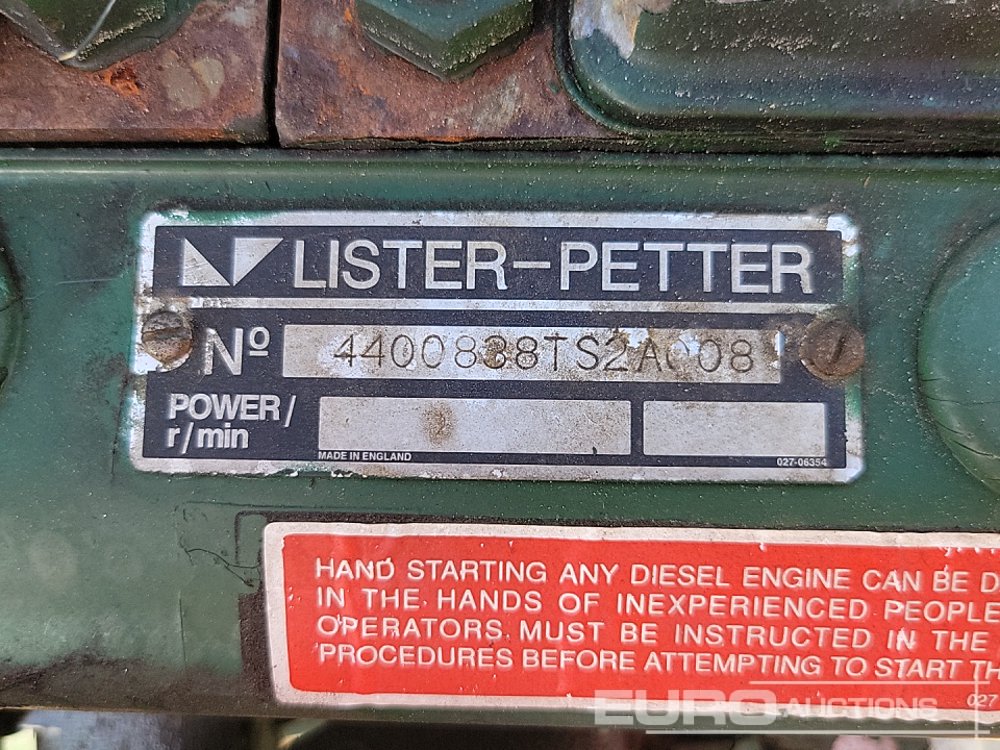 LISTER-PETTER
Nº 4400838TS2A008
POWER/
r/min
MADE IN ENGLAND
027-06354
HAND STARTING ANY DIESEL ENGINE CAN BE D
IN THE HANDS OF INEXPERIENCED PEOPLE
OPERATORS MUST BE INSTRUCTED IN THE
PROCEDURES BEFORE ATTEMPTING TO START TH
027
EURO AUCTIONS